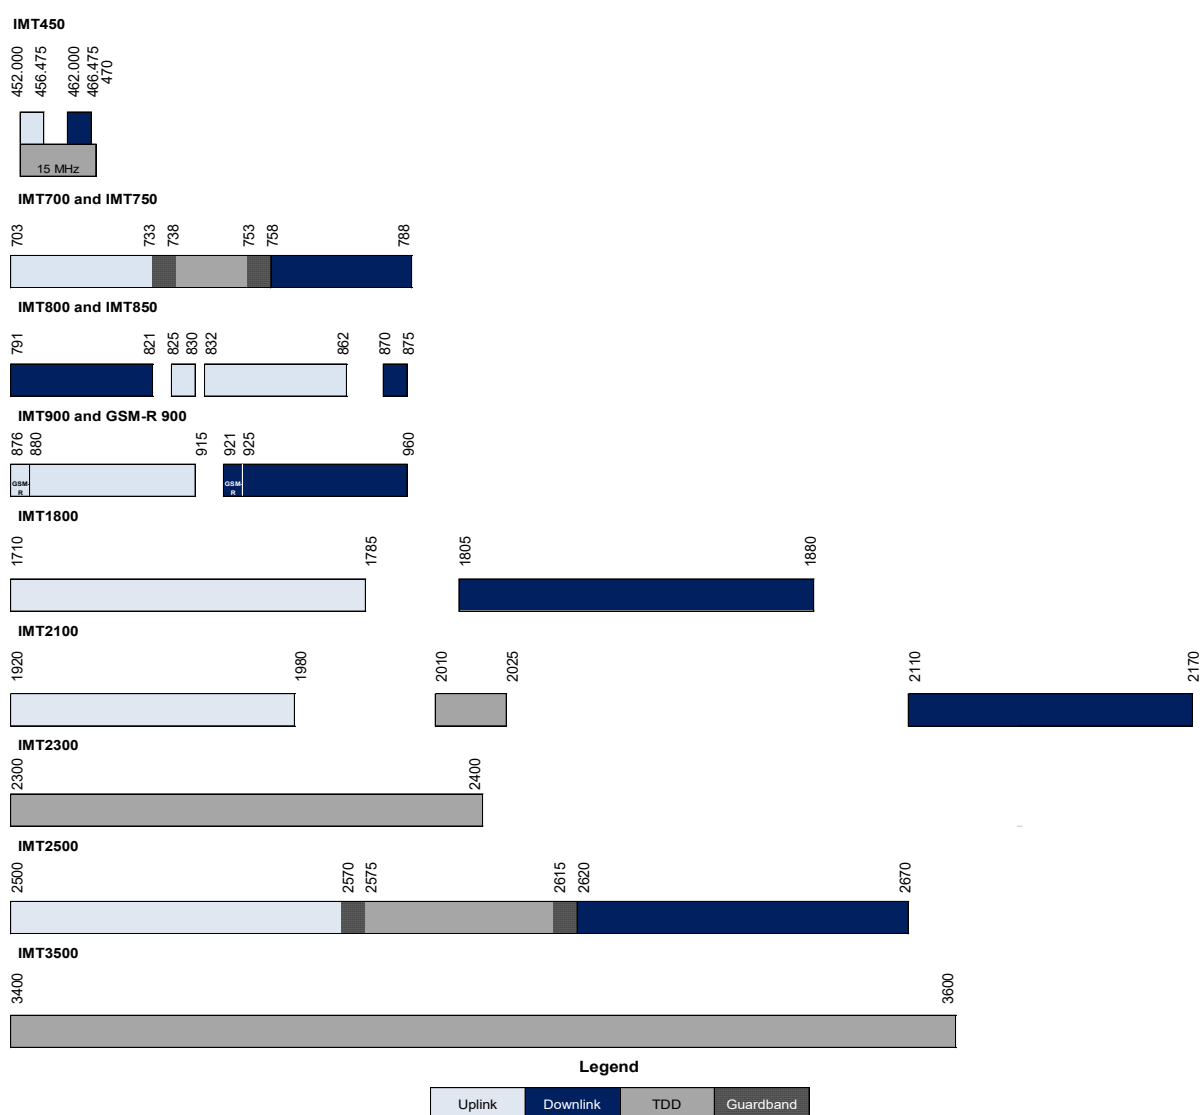 IMT450
452.000 456.475 462.000 466.475 470
15 MHz
IMT700 and IMT750
703 733 738 753 758 788
IMT800 and IMT850
791 821 825 830 832 862 870 875
IMT900 and GSM-R 900
876 880 915 921 925 960
GSM- GSM-
R R
IMT1800
1710 1785 1805 1880
IMT2100
1920 1980 2010 2025 2110 2170
IMT2300
2300 2400
IMT2500
2500 2570 2575 2615 2620 2670
IMT3500
3400 3600
Legend
Uplink Downlink TDD Guardband